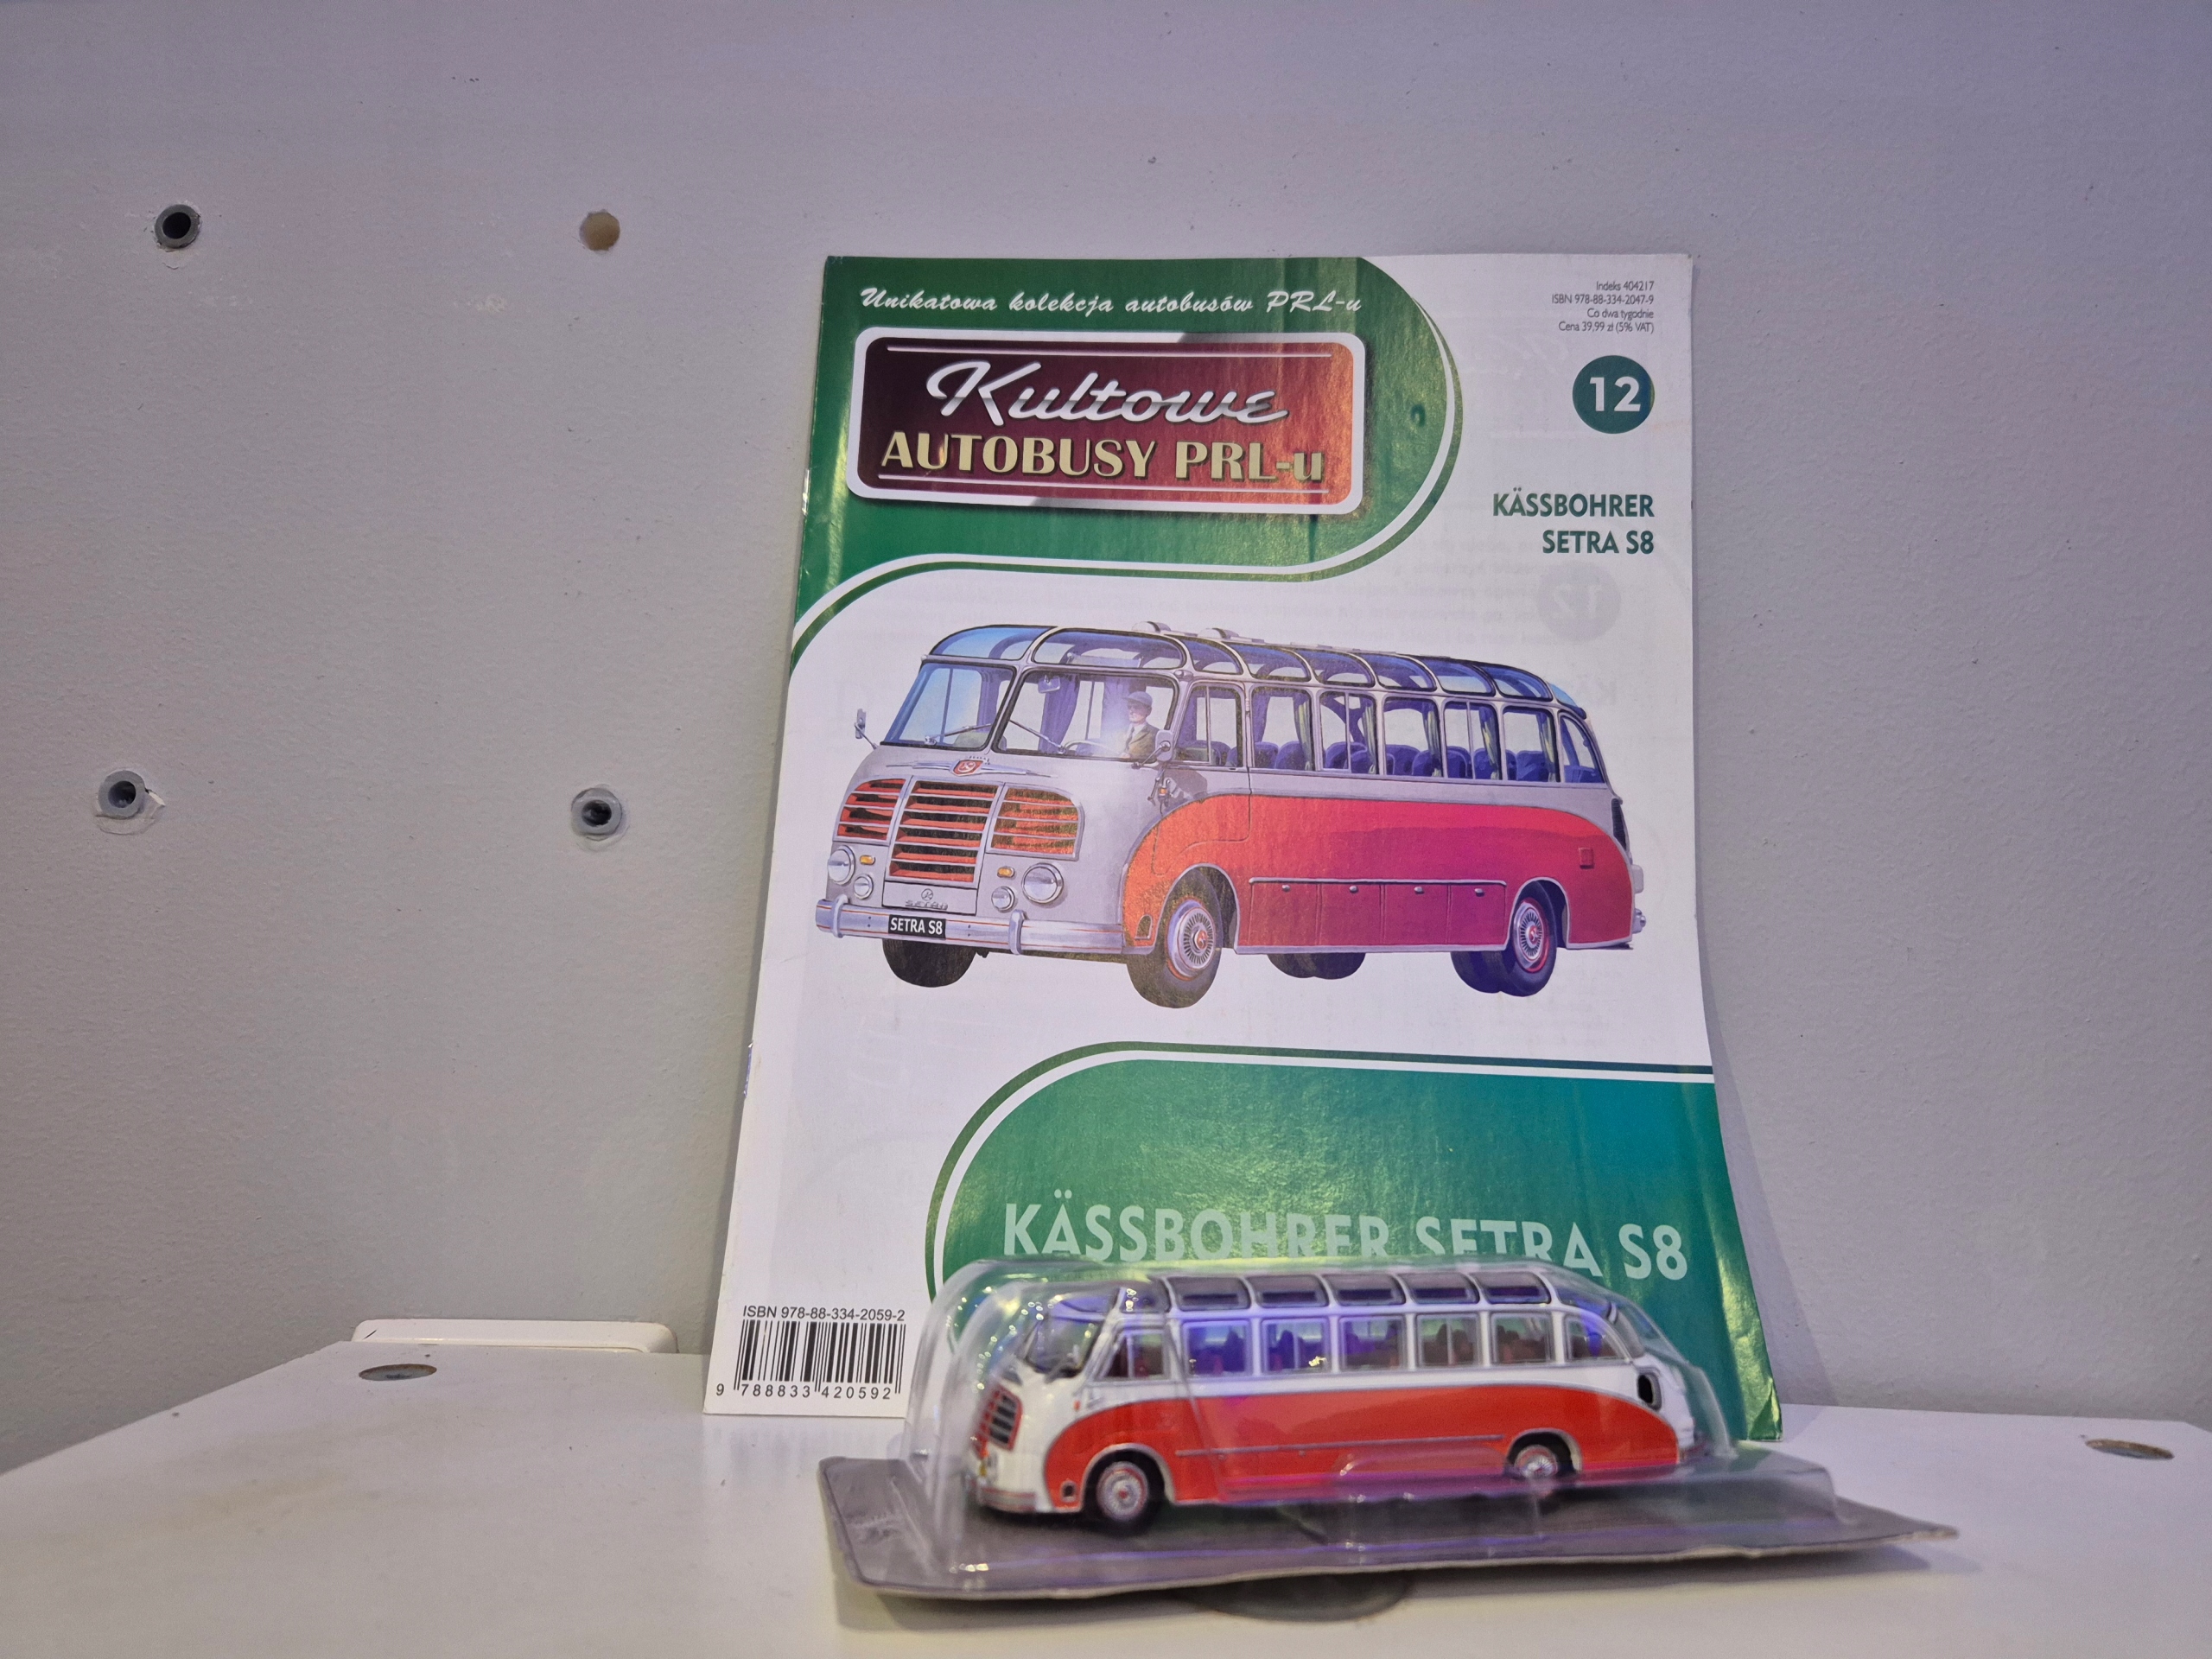 Unikatowa kolekcja autobusów PRL-u
Kultowe
AUTOBUSY PRL-u
Indeks 404217
ISBN 978-88-334-2047-9
Co dwa tygodnie
Cena 39,99 zł (5% VAT)
12
KÄSSBOHRER
SETRA S8
SETRA
SETRA S8
KÄSSBOHRER SETRA S8
ISBN 978-88-334-2059-2
9 788833 420592